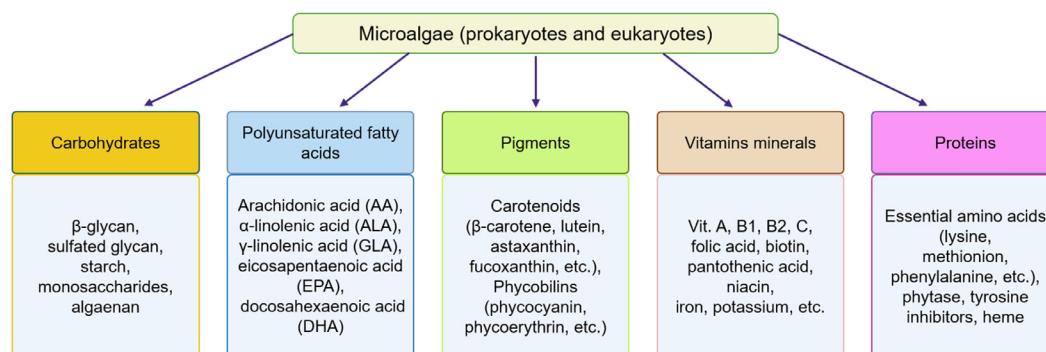 Microalgae (prokaryotes and eukaryotes)
Carbohydrates
β-glycan,
sulfated glycan,
starch,
monosaccharides,
algaenan
Polyunsaturated fatty
acids
Arachidonic acid (AA),
α-linolenic acid (ALA),
γ-linolenic acid (GLA),
eicosapentaenoic acid
(EPA),
docosahexaenoic acid
(DHA)
Pigments
Carotenoids
(β-carotene, lutein,
astaxanthin,
fucoxanthin, etc.),
Phycobilins
(phycocyanin,
phycoerythrin, etc.)
Vitamins minerals
Vit. A, B1, B2, C,
folic acid, biotin,
pantothenic acid,
niacin,
iron, potassium, etc.
Proteins
Essential amino acids
(lysine,
methionion,
phenylalanine, etc.),
phytase, tyrosine
inhibitors, heme